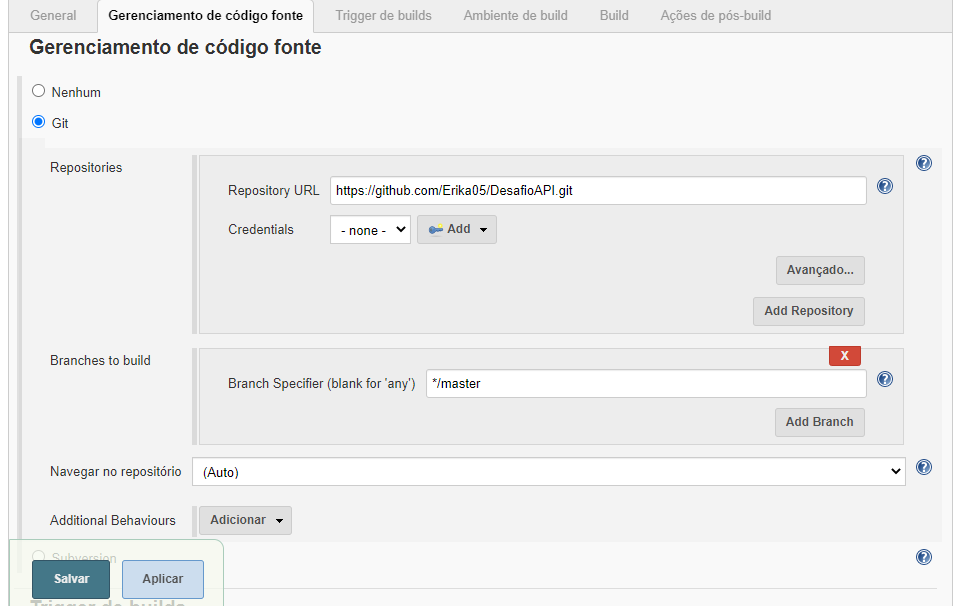 General Gerenciamento de código fonte Trigger de builds Ambiente de build Build Ações de pós-build
Gerenciamento de código fonte
Nenhum
Git
Repositories
Repository URL https://github.com/Erika05/DesafioAPI.git
Credentials - none - Add
Avançado...
Add Repository
Branches to build
X
Branch Specifier (blank for 'any') */master
Add Branch
Navegar no repositório (Auto)
Additional Behaviours Adicionar
Subversion
Salvar Aplicar
Trigger de builds